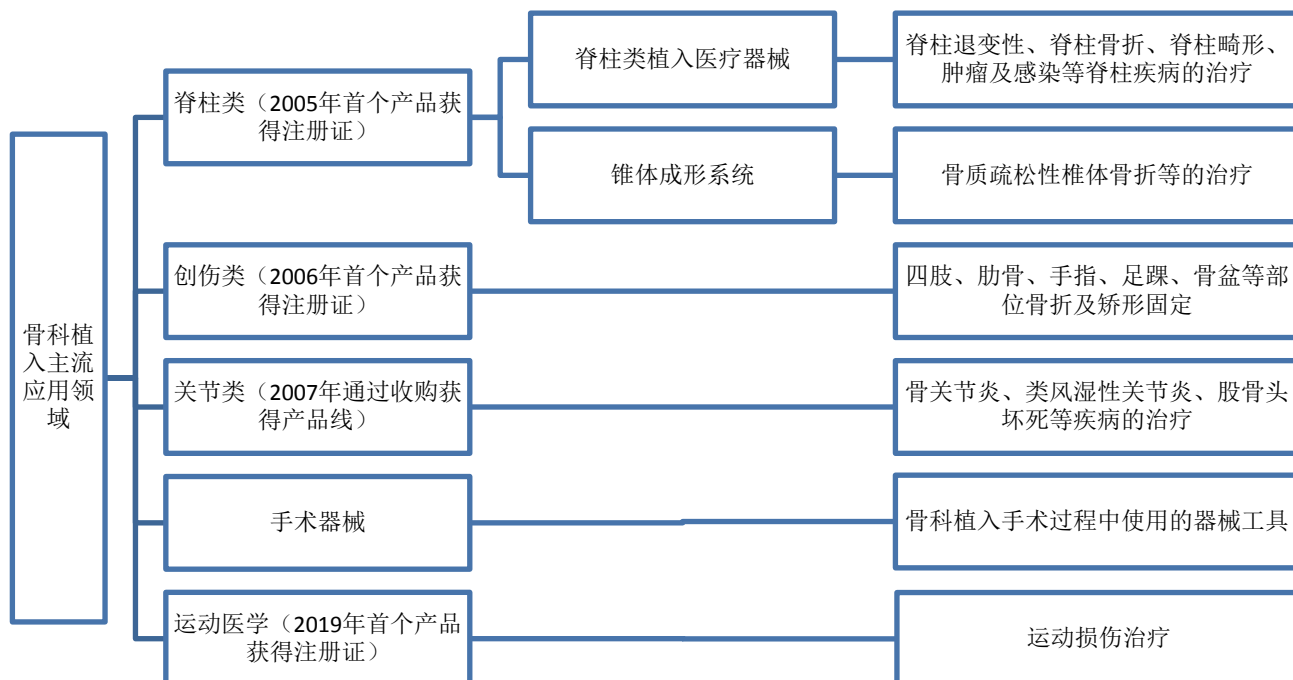 骨科植
入主流
应用领
域
脊柱类（2005年首个产品获
得注册证）
脊柱类植入医疗器械
脊柱退变性、脊柱骨折、脊柱畸形、
肿瘤及感染等脊柱疾病的治疗
锥体成形系统
骨质疏松性椎体骨折等的治疗
创伤类（2006年首个产品获
得注册证）
四肢、肋骨、手指、足踝、骨盆等部
位骨折及矫形固定
关节类（2007年通过收购获
得产品线）
骨关节炎、类风湿性关节炎、股骨头
坏死等疾病的治疗
手术器械
骨科植入手术过程中使用的器械工具
运动医学（2019年首个产品
获得注册证）
运动损伤治疗